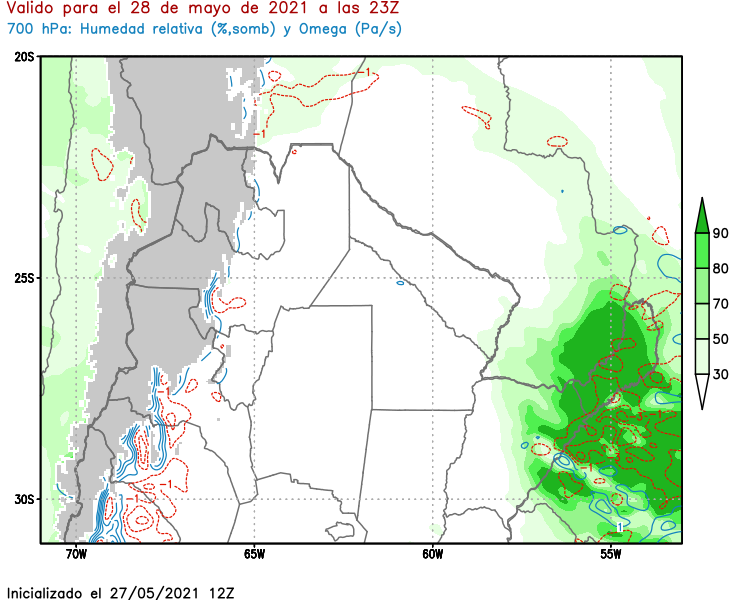 Valido para el 28 de mayo de 2021 a las 23Z
700 hPa: Humedad relativa (%,somb) y Omega (Pa/s)
20S
25S
30S
70W 65W 60W 55W
90
80
70
50
30
-1
-1
-1
-1
-1
-1
1
Inicializado el 27/05/2021 12Z